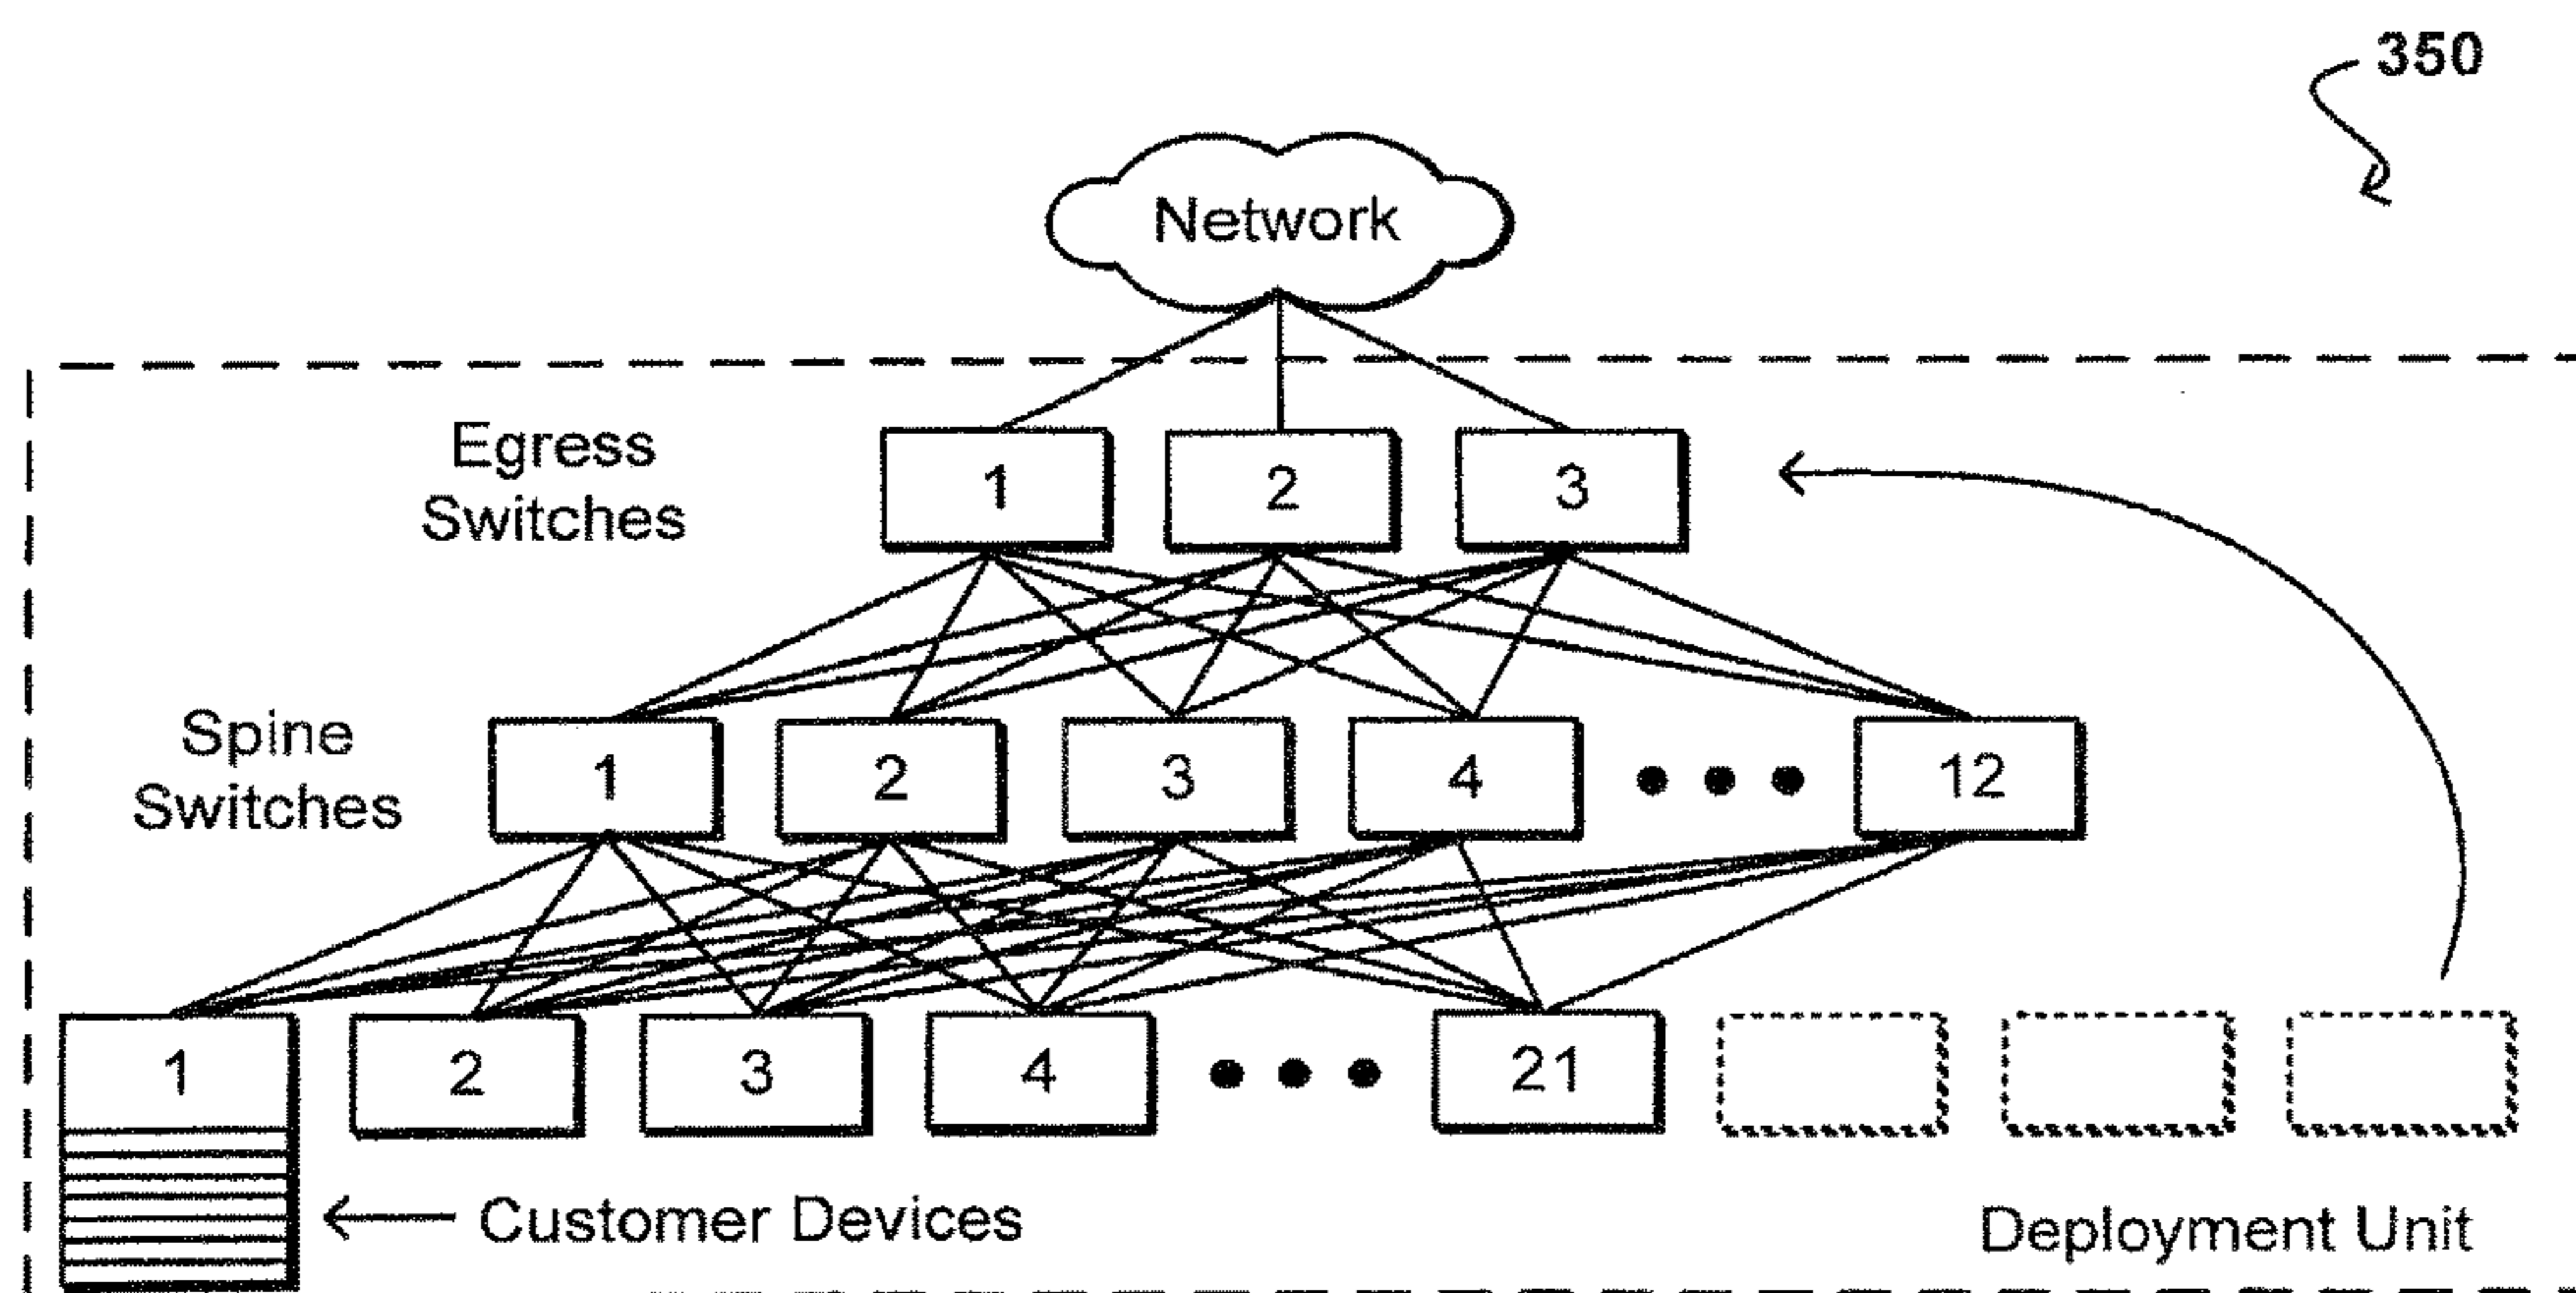 350
Network
Egress
Switches
1 2 3
Spine
Switches
1 2 3 4 12
1 2 3 4 21
Customer Devices
Deployment Unit